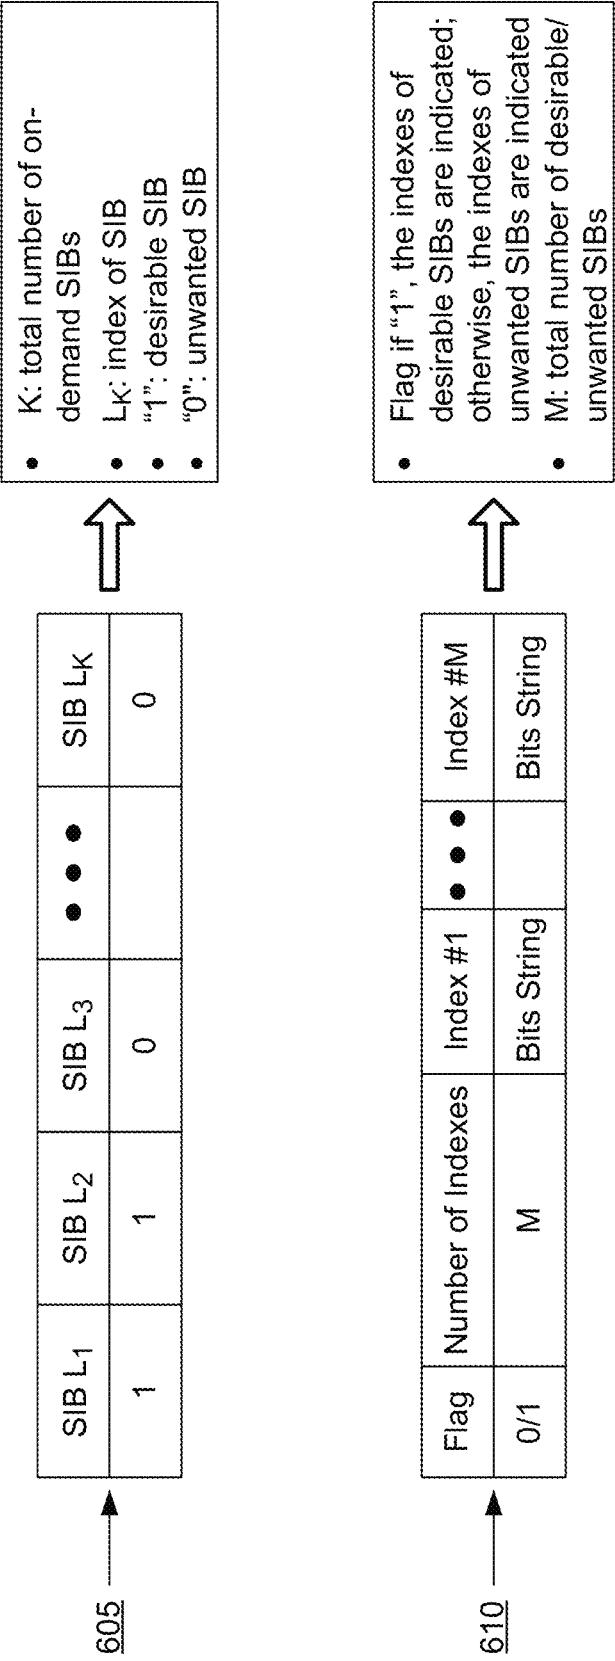 605
SIB L1 SIB L2 SIB L3 ••• SIB LK
1 1 0 0
• K: total number of on-
demand SIBs
• LK: index of SIB
• “1”: desirable SIB
• “0”: unwanted SIB
610
Flag Number of Indexes Index #1 ••• Index #M
0/1 M Bits String Bits String
• Flag if “1”, the indexes of
desirable SIBs are indicated;
otherwise, the indexes of
unwanted SIBs are indicated
• M: total number of desirable/
unwanted SIBs